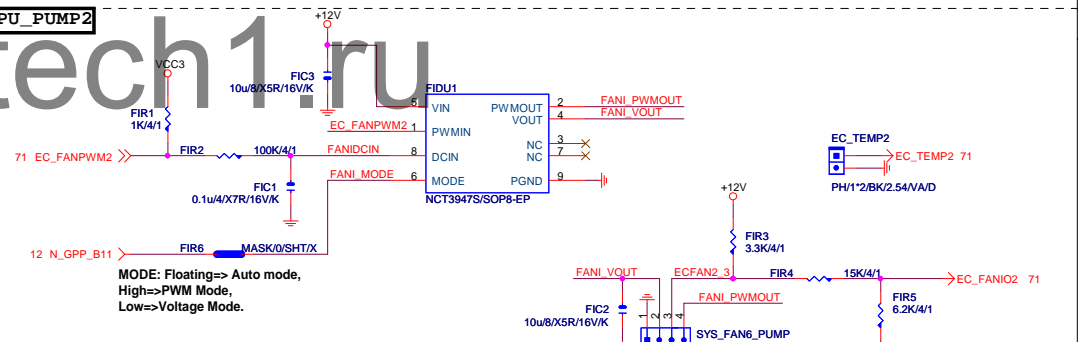 PU_PUMP2
tech1.ru
+12V
VCC3
FIC3
10u/8/X5R/16V/K
FIDU1
FIR1
1K/4/1
5 VIN
PWMOUT 2 FANI_PWMOUT
VOUT 4 FANI_VOUT
EC_FANPWM2 1 PWMIN
NC 3
NC 7
71 EC_FANPWM2
FIR2 100K/4/1
FANIDCIN 8 DCIN
FANI_MODE 6 MODE
PGND 9
FIC1
0.1u/4/X7R/16V/K
NCT3947S/SOP8-EP
EC_TEMP2
EC_TEMP2 71
PH/1*2/BK/2.54/VA/D
12 N_GPP_B11
FIR6 MASK/0/SHT/X
MODE: Floating=> Auto mode,
High=>PWM Mode,
Low=>Voltage Mode.
+12V
FIR3
3.3K/4/1
FANI_VOUT
ECFAN2_3
FIR4 15K/4/1
EC_FANIO2 71
FIC2
10u/8/X5R/16V/K
FANI_PWMOUT
1 2 3 4
FIR5
6.2K/4/1
SYS_FAN6_PUMP